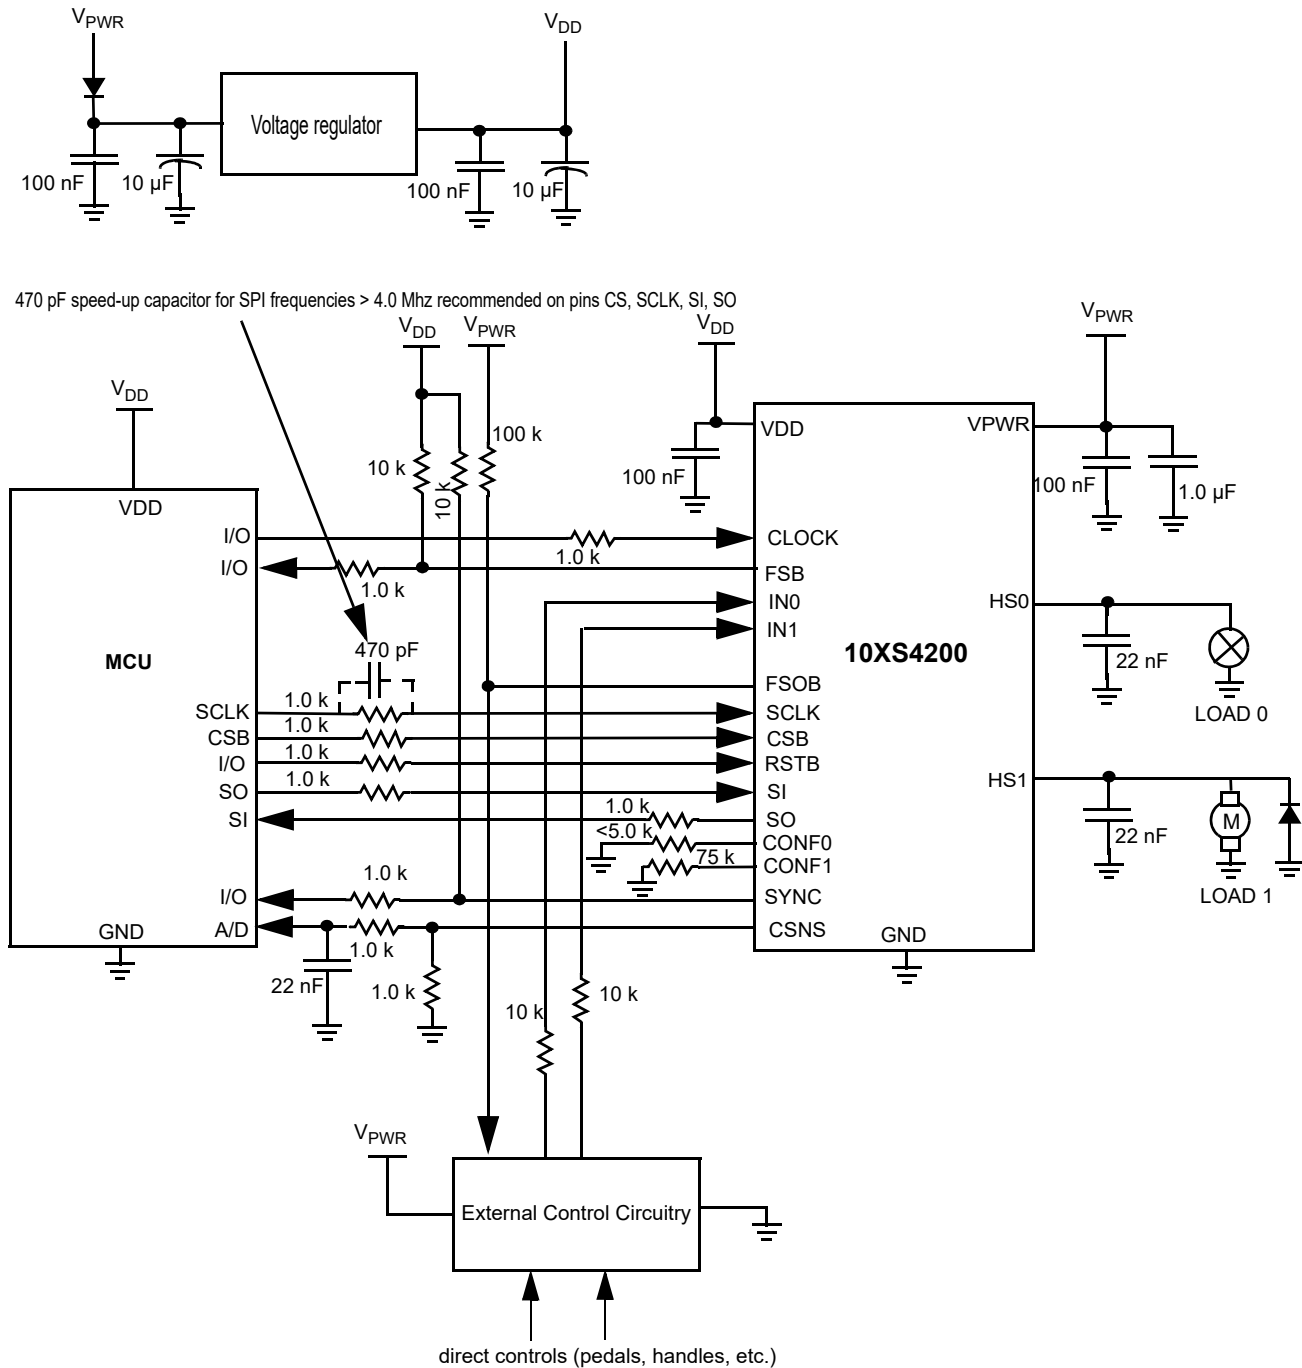 VPWR
VDD
Voltage regulator
100 nF
10 µF
100 nF
10 µF
470 pF speed-up capacitor for SPI frequencies > 4.0 Mhz recommended on pins CS, SCLK, SI, SO
VDD
VPWR
VDD
VPWR
VDD
100 k
10 k
10 k
VDD
100 nF
VPWR
100 nF
1.0 µF
VDD
I/O
1.0 k
CLOCK
I/O
1.0 k
FSB
IN0
HS0
IN1
MCU
470 pF
10XS4200
22 nF
FSOB
SCLK
1.0 k
SCLK
LOAD 0
CSB
1.0 k
CSB
I/O
1.0 k
RSTB
HS1
SO
1.0 k
SI
SI
1.0 k
SO
M
22 nF
<5.0 k
CONF0
75 k
CONF1
I/O
1.0 k
SYNC
LOAD 1
GND
A/D
1.0 k
CSNS
GND
22 nF
1.0 k
10 k
10 k
VPWR
External Control Circuitry
direct controls (pedals, handles, etc.)